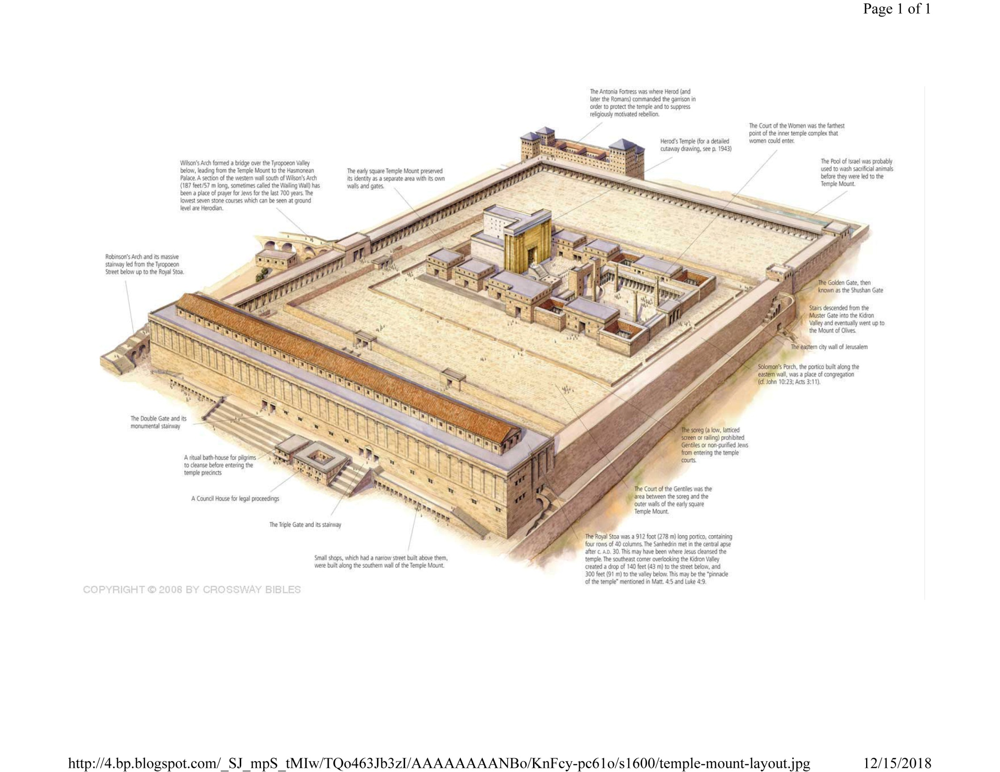 Page 1 of 1
The Antonia Fortress was where Herod (and
later the Romans) commanded the garrison in
order to protect the temple and to suppress
religiously motivated rebellion.
The Court of the Women was the farthest
point of the inner temple complex that
women could enter.
Herod's Temple (for a detailed
cutaway drawing, see p. 1943)
The Pool of Israel was probably
used to wash sacrificial animals
before they were led to the
Temple Mount.
Wilson's Arch formed a bridge over the Tyropoeon Valley
below, leading from the Temple Mount to the Hasmonean
Palace. A section of the western wall south of Wilson's Arch
(187 feet/57 m long, sometimes called the Wailing Wall) has
been a place of prayer for Jews for the last 700 years. The
lowest seven stone courses which can be seen at ground
level are Herodian.
The early square Temple Mount preserved
its identity as a separate area with its own
walls and gates.
Robinson's Arch and its massive
stairway led from the Tyropoeon
Street below up to the Royal Stoa.
The Golden Gate, then
known as the Shushan Gate
Stairs descended from the
Muster Gate into the Kidron
Valley and eventually went up to
the Mount of Olives.
The eastern city wall of Jerusalem
Solomon's Porch, the portico built along the
eastern wall, was a place of congregation
(cf. John 10:23; Acts 3:11).
The Double Gate and its
monumental stairway
The soreg (a low, latticed
screen or railing) prohibited
Gentiles or non-purified Jews
from entering the temple
courts.
A ritual bath-house for pilgrims
to cleanse before entering the
temple precincts
A Council House for legal proceedings
The Court of the Gentiles was the
area between the soreg and the
outer walls of the early square
Temple Mount.
The Triple Gate and its stairway
The Royal Stoa was a 912 foot (278 m) long portico, containing
four rows of 40 columns. The Sanhedrin met in the central apse
after c. A.D. 30. This may have been where Jesus cleansed the
temple. The southeast corner overlooking the Kidron Valley
created a drop of 140 feet (43 m) to the street below, and
300 feet (91 m) to the valley below. This may be the "pinnacle
of the temple" mentioned in Matt. 4:5 and Luke 4:9.
Small shops, which had a narrow street built above them,
were built along the southern wall of the Temple Mount.
COPYRIGHT © 2008 BY CROSSWAY BIBLES
http://4.bp.blogspot.com/_SJ_mpS_tMIw/TQo463Jb3zI/AAAAAAAANBo/KnFcy-pc61o/s1600/temple-mount-layout.jpg 12/15/2018